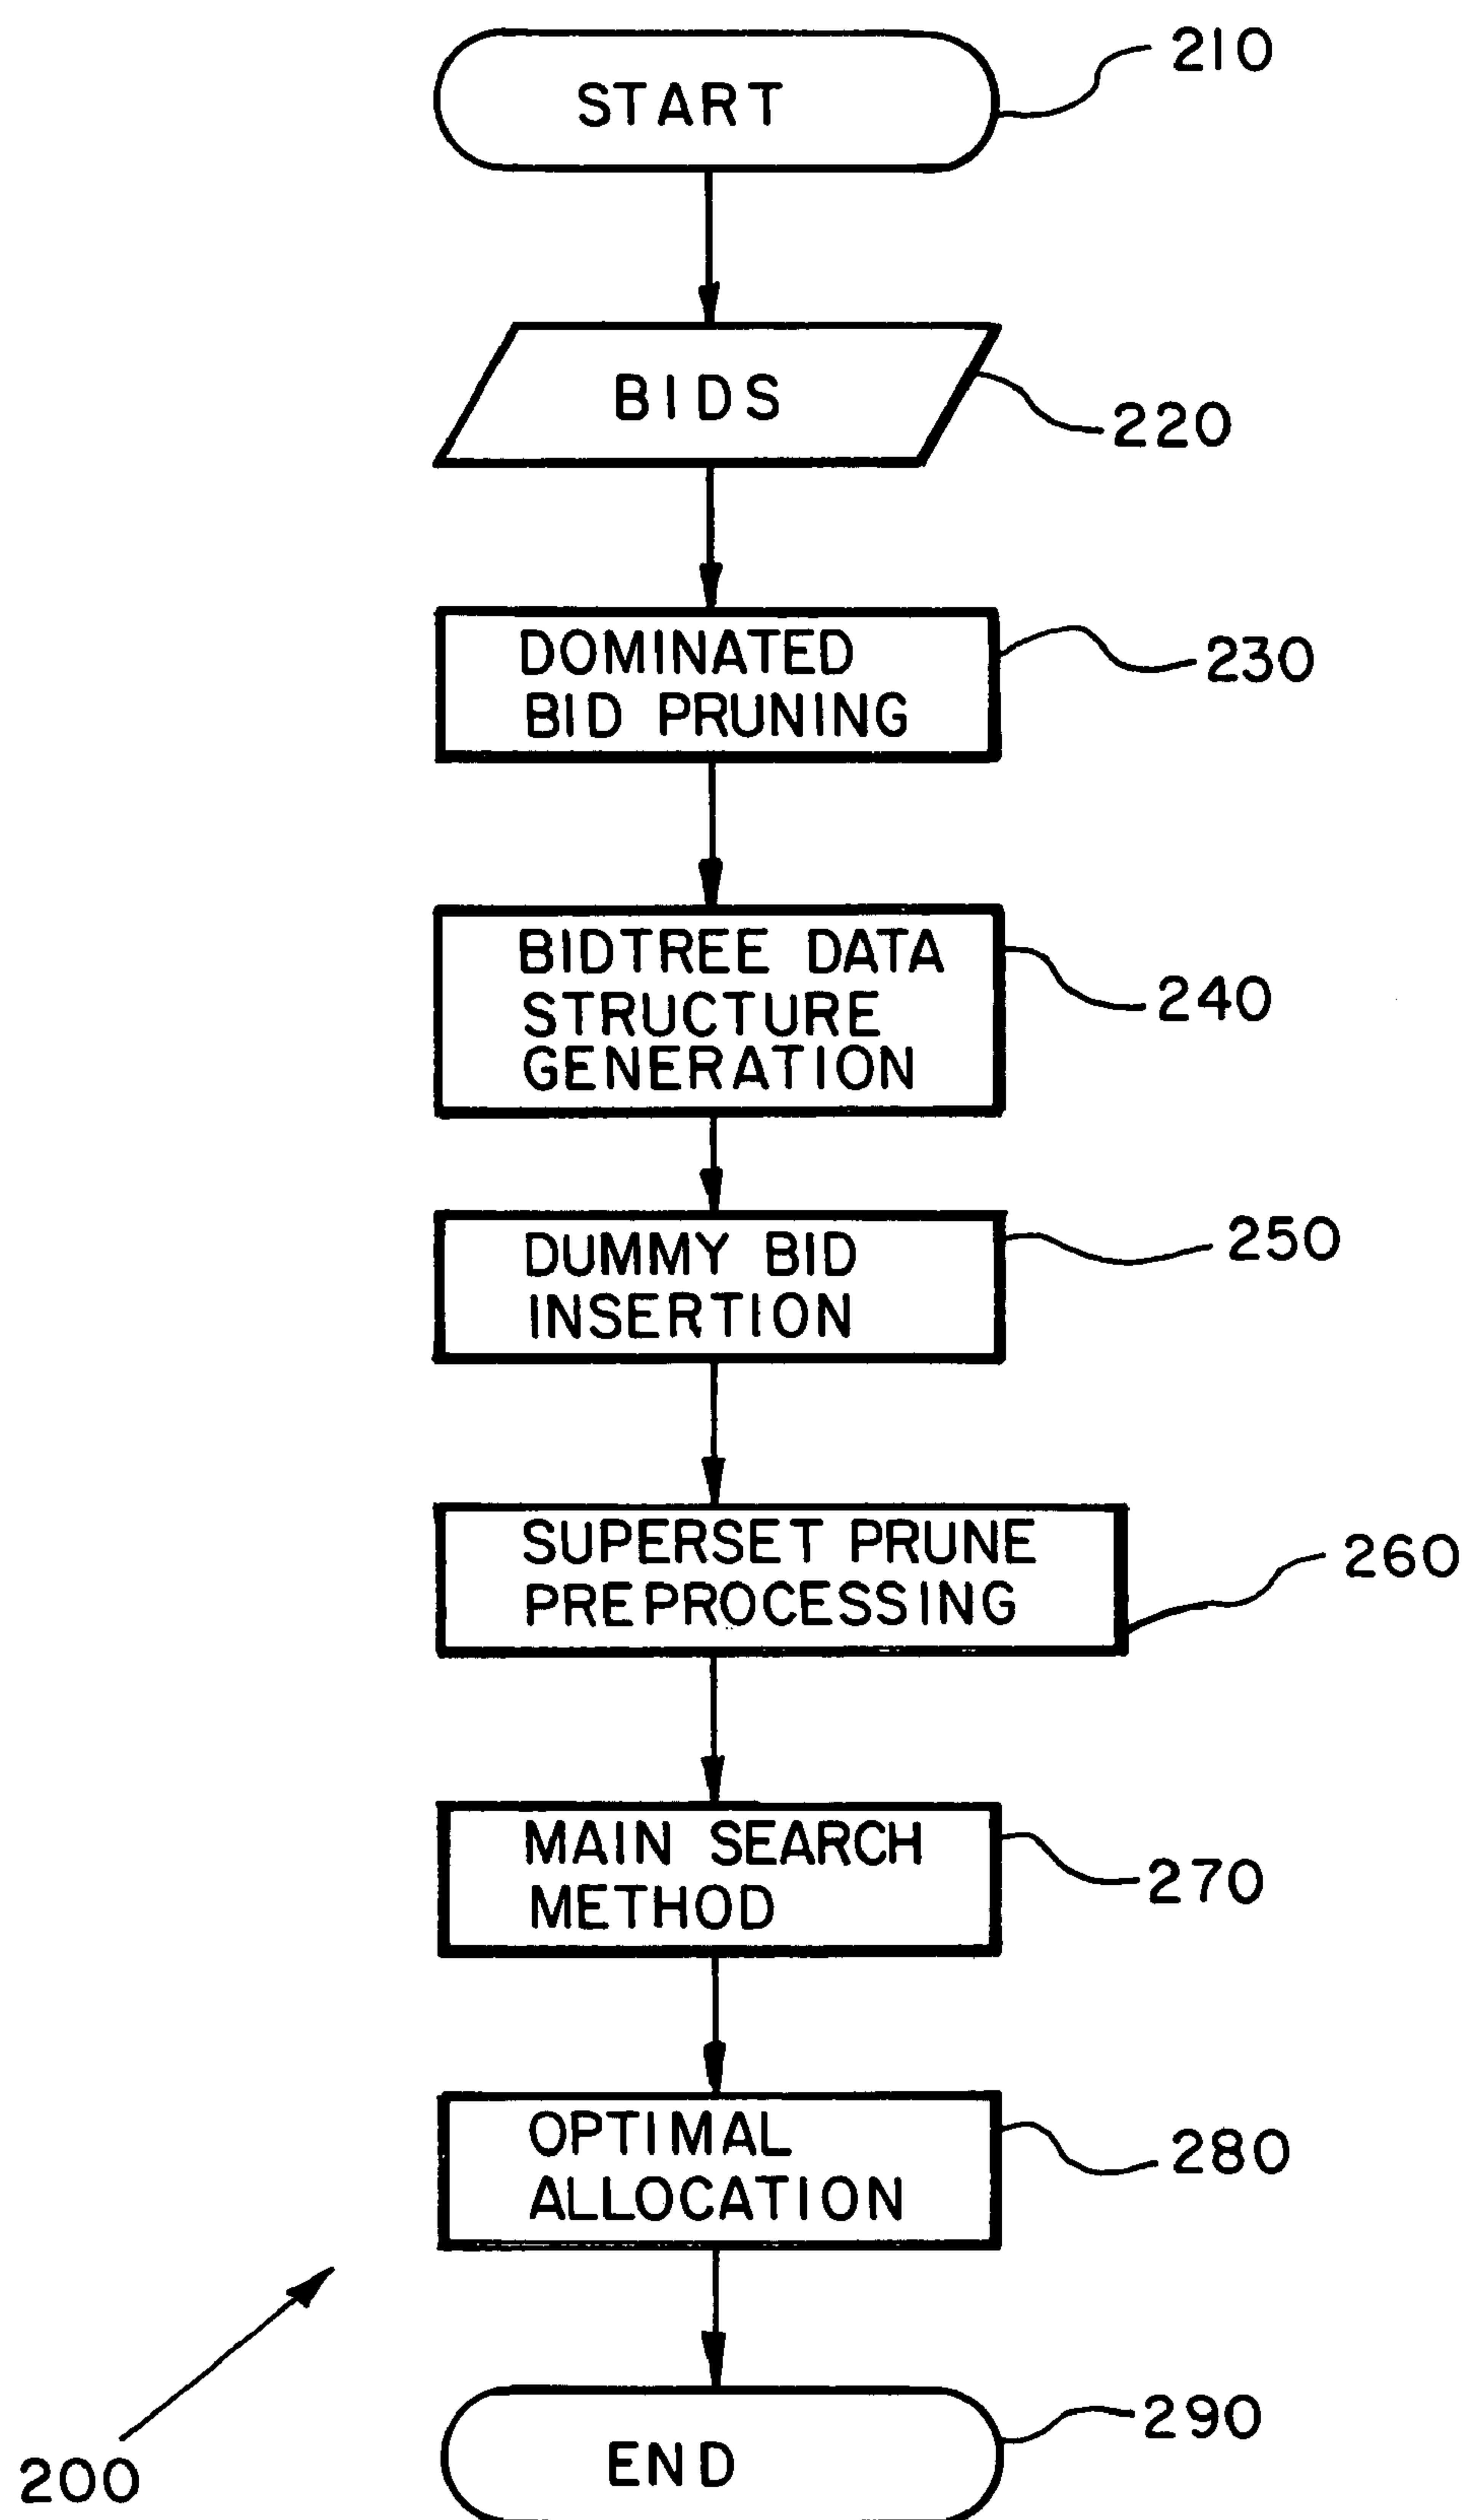 START
210
BIDS
220
DOMINATED
BID PRUNING
230
BIDTREE DATA
STRUCTURE
GENERATION
240
DUMMY BID
INSERTION
250
SUPERSET PRUNE
PREPROCESSING
260
MAIN SEARCH
METHOD
270
OPTIMAL
ALLOCATION
280
END
290
200